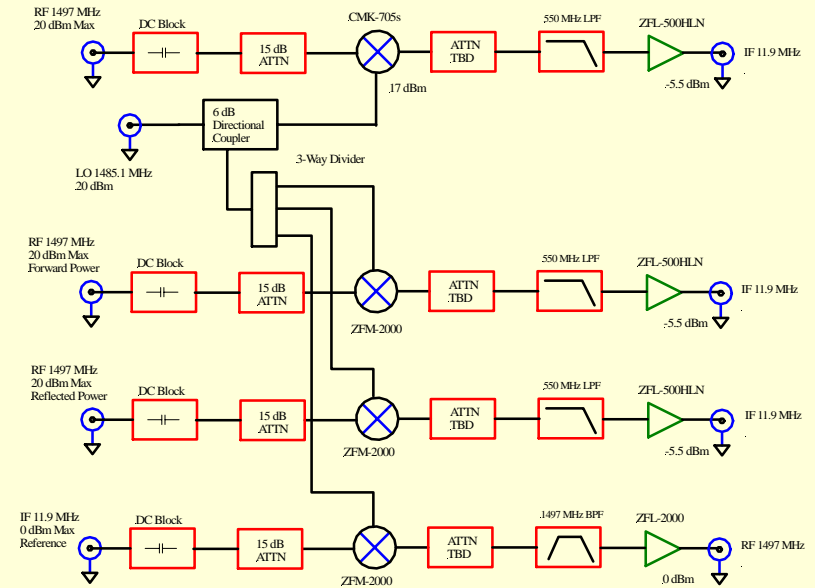 RF 1497 MHz
20 dBm Max
.DC Block
15 dB
ATTN
.CMK-705s
.17 dBm
ATTN
.TBD
.550 MHz LPF
ZFL-500HLN
.-5.5 dBm
IF 11.9 MHz
6 dB
Directional
.Coupler
LO 1485.1 MHz
.20 dBm
.3-Way Divider
RF 1497 MHz
20 dBm Max
.Forward Power
.DC Block
15 dB
.ATTN
.ZFM-2000
ATTN
.TBD
.550 MHz LPF
ZFL-500HLN
.-5.5 dBm
IF 11.9 MHz
RF 1497 MHz
20 dBm Max
Reflected Power
.DC Block
15 dB
ATTN
.ZFM-2000
ATTN
.TBD
.550 MHz LPF
ZFL-500HLN
.-5.5 dBm
IF 11.9 MHz
IF 11.9 MHz
0 dBm Max
Reference
.DC Block
15 dB
ATTN
ZFM-2000
ATTN
.TBD
.1497 MHz BPF
ZFL-2000
.0 dBm
RF 1497 MHz